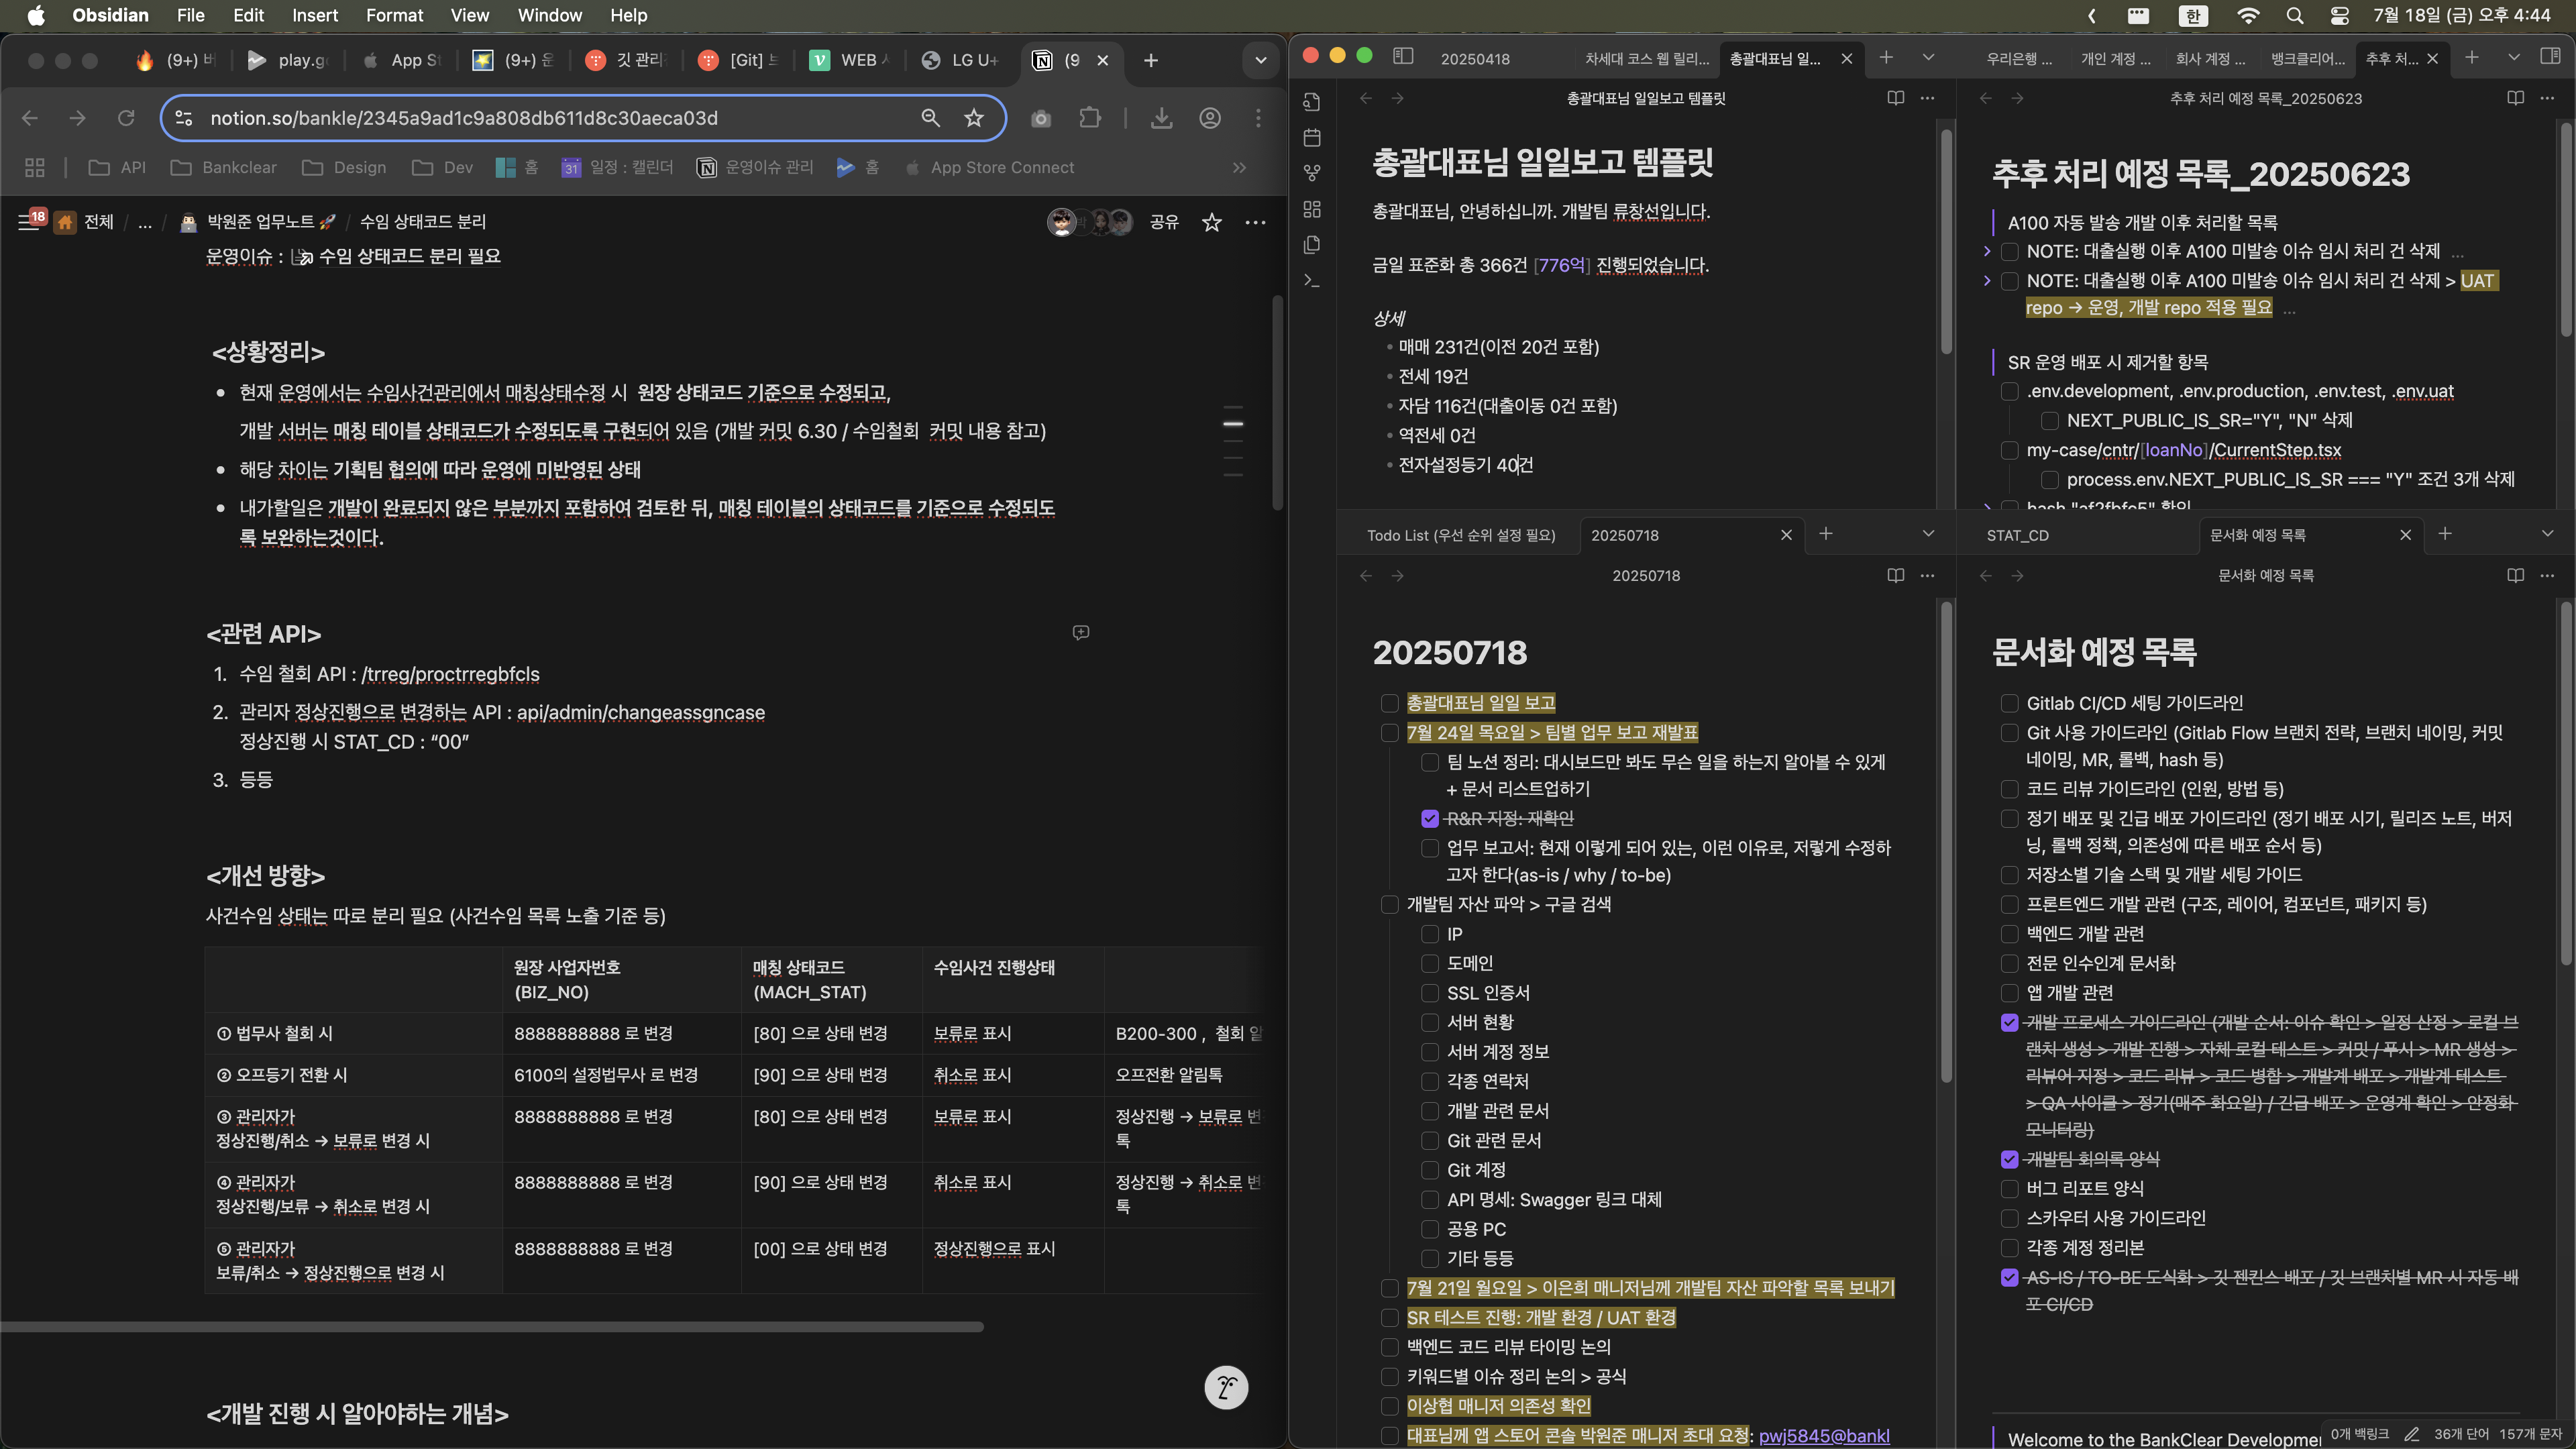 Obsidian File Edit Insert Format View Window Help
한 7월 18일 (금) 오후 4:44
(9+) play.g App S (9+) 깃 관리 [Git] WEB LG U+ (9
notion.so/bankle/2345a9ad1c9a808db611d8c30aeca03d
API Bankclear Design Dev 홈 31 일정 : 캘린더 운영이슈 관리 홈 App Store Connect
18 전체 / ... / 박원준 업무노트 / 수임 상태코드 분리
공유
운영이슈 : 수임 상태코드 분리 필요
<상황정리>
• 현재 운영에서는 수임사건관리에서 매칭상태수정 시 원장 상태코드 기준으로 수정되고,
개발 서버는 매칭 테이블 상태코드가 수정되도록 구현되어 있음 (개발 커밋 6.30 / 수임철회 커밋 내용 참고)
• 해당 차이는 기획팀 협의에 따라 운영에 미반영된 상태
• 내가할일은 개발이 완료되지 않은 부분까지 포함하여 검토한 뒤, 매칭 테이블의 상태코드를 기준으로 수정되도
록 보완하는것이다.
<관련 API>
1. 수임 철회 API : /trreg/proctrregbfcls
2. 관리자 정상진행으로 변경하는 API : api/admin/changeassgncase
정상진행 시 STAT_CD : “00”
3. 등등
<개선 방향>
사건수임 상태는 따로 분리 필요 (사건수임 목록 노출 기준 등)
원장 사업자번호 (BIZ_NO) 매칭 상태코드 (MACH_STAT) 수임사건 진행상태
① 법무사 철회 시 8888888888 로 변경 [80] 으로 상태 변경 보류로 표시 B200-300 , 철회 알
② 오프등기 전환 시 6100의 설정법무사 로 변경 [90] 으로 상태 변경 취소로 표시 오프전환 알림톡
③ 관리자가 8888888888 로 변경 [80] 으로 상태 변경 보류로 표시 정상진행 → 보류로 변
정상진행/취소 → 보류로 변경 시 톡
④ 관리자가 8888888888 로 변경 [90] 으로 상태 변경 취소로 표시 정상진행 → 취소로 변
정상진행/보류 → 취소로 변경 시 톡
⑤ 관리자가 8888888888 로 변경 [00] 으로 상태 변경 정상진행으로 표시
보류/취소 → 정상진행으로 변경 시
<개발 진행 시 알아야하는 개념>
20250418 차세대 코스 웹 릴리... 총괄대표님 일...
총괄대표님 일일보고 템플릿
총괄대표님 일일보고 템플릿
총괄대표님, 안녕하십니까. 개발팀 류창선입니다.
금일 표준화 총 366건 [776억] 진행되었습니다.
상세
• 매매 231건(이전 20건 포함)
• 전세 19건
• 자담 116건(대출이동 0건 포함)
• 역전세 0건
• 전자설정등기 40건
우리은행 ... 개인 계정 ... 회사 계정 ... 뱅크클리어... 추후 처...
추후 처리 예정 목록_20250623
추후 처리 예정 목록_20250623
A100 자동 발송 개발 이후 처리할 목록
NOTE: 대출실행 이후 A100 미발송 이슈 임시 처리 건 삭제 ...
NOTE: 대출실행 이후 A100 미발송 이슈 임시 처리 건 삭제 > UAT
repo → 운영, 개발 repo 적용 필요 ...
SR 운영 배포 시 제거할 항목
.env.development, .env.production, .env.test, .env.uat
NEXT_PUBLIC_IS_SR="Y", "N" 삭제
my-case/cntr/[loanNo]/CurrentStep.tsx
process.env.NEXT_PUBLIC_IS_SR === "Y" 조건 3개 삭제
hash "af2fbfc5" 확인
Todo List (우선 순위 설정 필요) 20250718
20250718
20250718
총괄대표님 일일 보고
7월 24일 목요일 > 팀별 업무 보고 재발표
팀 노션 정리: 대시보드만 봐도 무슨 일을 하는지 알아볼 수 있게
+ 문서 리스트업하기
R&R 지정: 재확인
업무 보고서: 현재 이렇게 되어 있는, 이런 이유로, 저렇게 수정하
고자 한다(as-is / why / to-be)
개발팀 자산 파악 > 구글 검색
IP
도메인
SSL 인증서
서버 현황
서버 계정 정보
각종 연락처
개발 관련 문서
Git 관련 문서
Git 계정
API 명세: Swagger 링크 대체
공용 PC
기타 등등
7월 21일 월요일 > 이은희 매니저님께 개발팀 자산 파악할 목록 보내기
SR 테스트 진행: 개발 환경 / UAT 환경
백엔드 코드 리뷰 타이밍 논의
키워드별 이슈 정리 논의 > 공식
이상협 매니저 의존성 확인
대표님께 앱 스토어 콘솔 박원준 매니저 초대 요청: pwj5845@bankl
STAT_CD 문서화 예정 목록
문서화 예정 목록
문서화 예정 목록
Gitlab CI/CD 세팅 가이드라인
Git 사용 가이드라인 (Gitlab Flow 브랜치 전략, 브랜치 네이밍, 커밋
네이밍, MR, 롤백, hash 등)
코드 리뷰 가이드라인 (인원, 방법 등)
정기 배포 및 긴급 배포 가이드라인 (정기 배포 시기, 릴리즈 노트, 버저
닝, 롤백 정책, 의존성에 따른 배포 순서 등)
저장소별 기술 스택 및 개발 세팅 가이드
프론트엔드 개발 관련 (구조, 레이어, 컴포넌트, 패키지 등)
백엔드 개발 관련
전문 인수인계 문서화
앱 개발 관련
개발 프로세스 가이드라인 (개발 순서: 이슈 확인 > 일정 산정 > 로컬 브
랜치 생성 > 개발 진행 > 자체 로컬 테스트 > 커밋 / 푸시 > MR 생성 >
리뷰어 지정 > 코드 리뷰 > 코드 병합 > 개발계 배포 > 개발계 테스트
> QA 사이클 > 정기(매주 화요일) / 긴급 배포 > 운영계 확인 > 안정화
모니터링)
개발팀 회의록 양식
버그 리포트 양식
스카우터 사용 가이드라인
각종 계정 정리본
AS-IS / TO-BE 도식화 > 깃 젠킨스 배포 / 깃 브랜치별 MR 시 자동 배
포 CI/CD
Welcome to the BankClear Developmen
0개 백링크 36개 단어 157개 문자